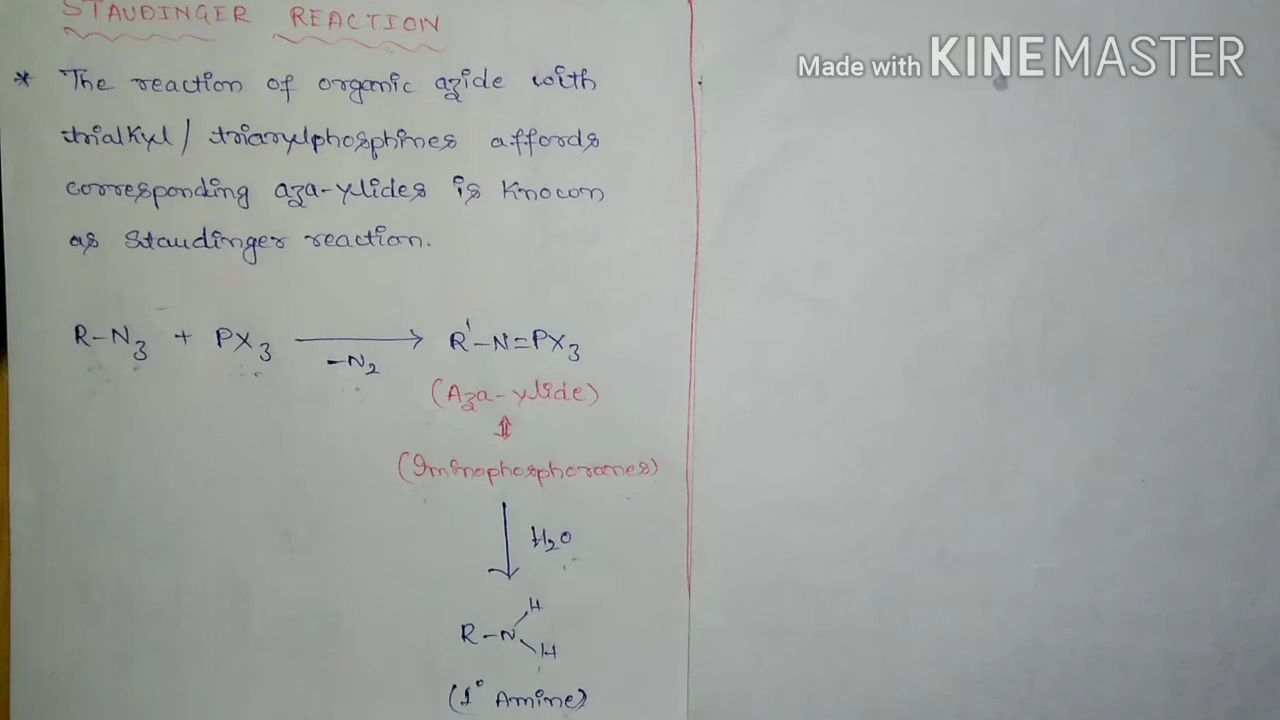 STAUDINGER REACTION
Made with KINEMASTER
* The reaction of organic azide with
trialkyl/ triarylphosphines affords
corresponding aza-ylides is known
as Staudinger reaction.
R-N3 + PX3 → R'-N=PX3
-N2
(Aza-ylide)
⇕
(Iminophosphoranes)
↓ H2O
H
R-N
H
(1° Amine)